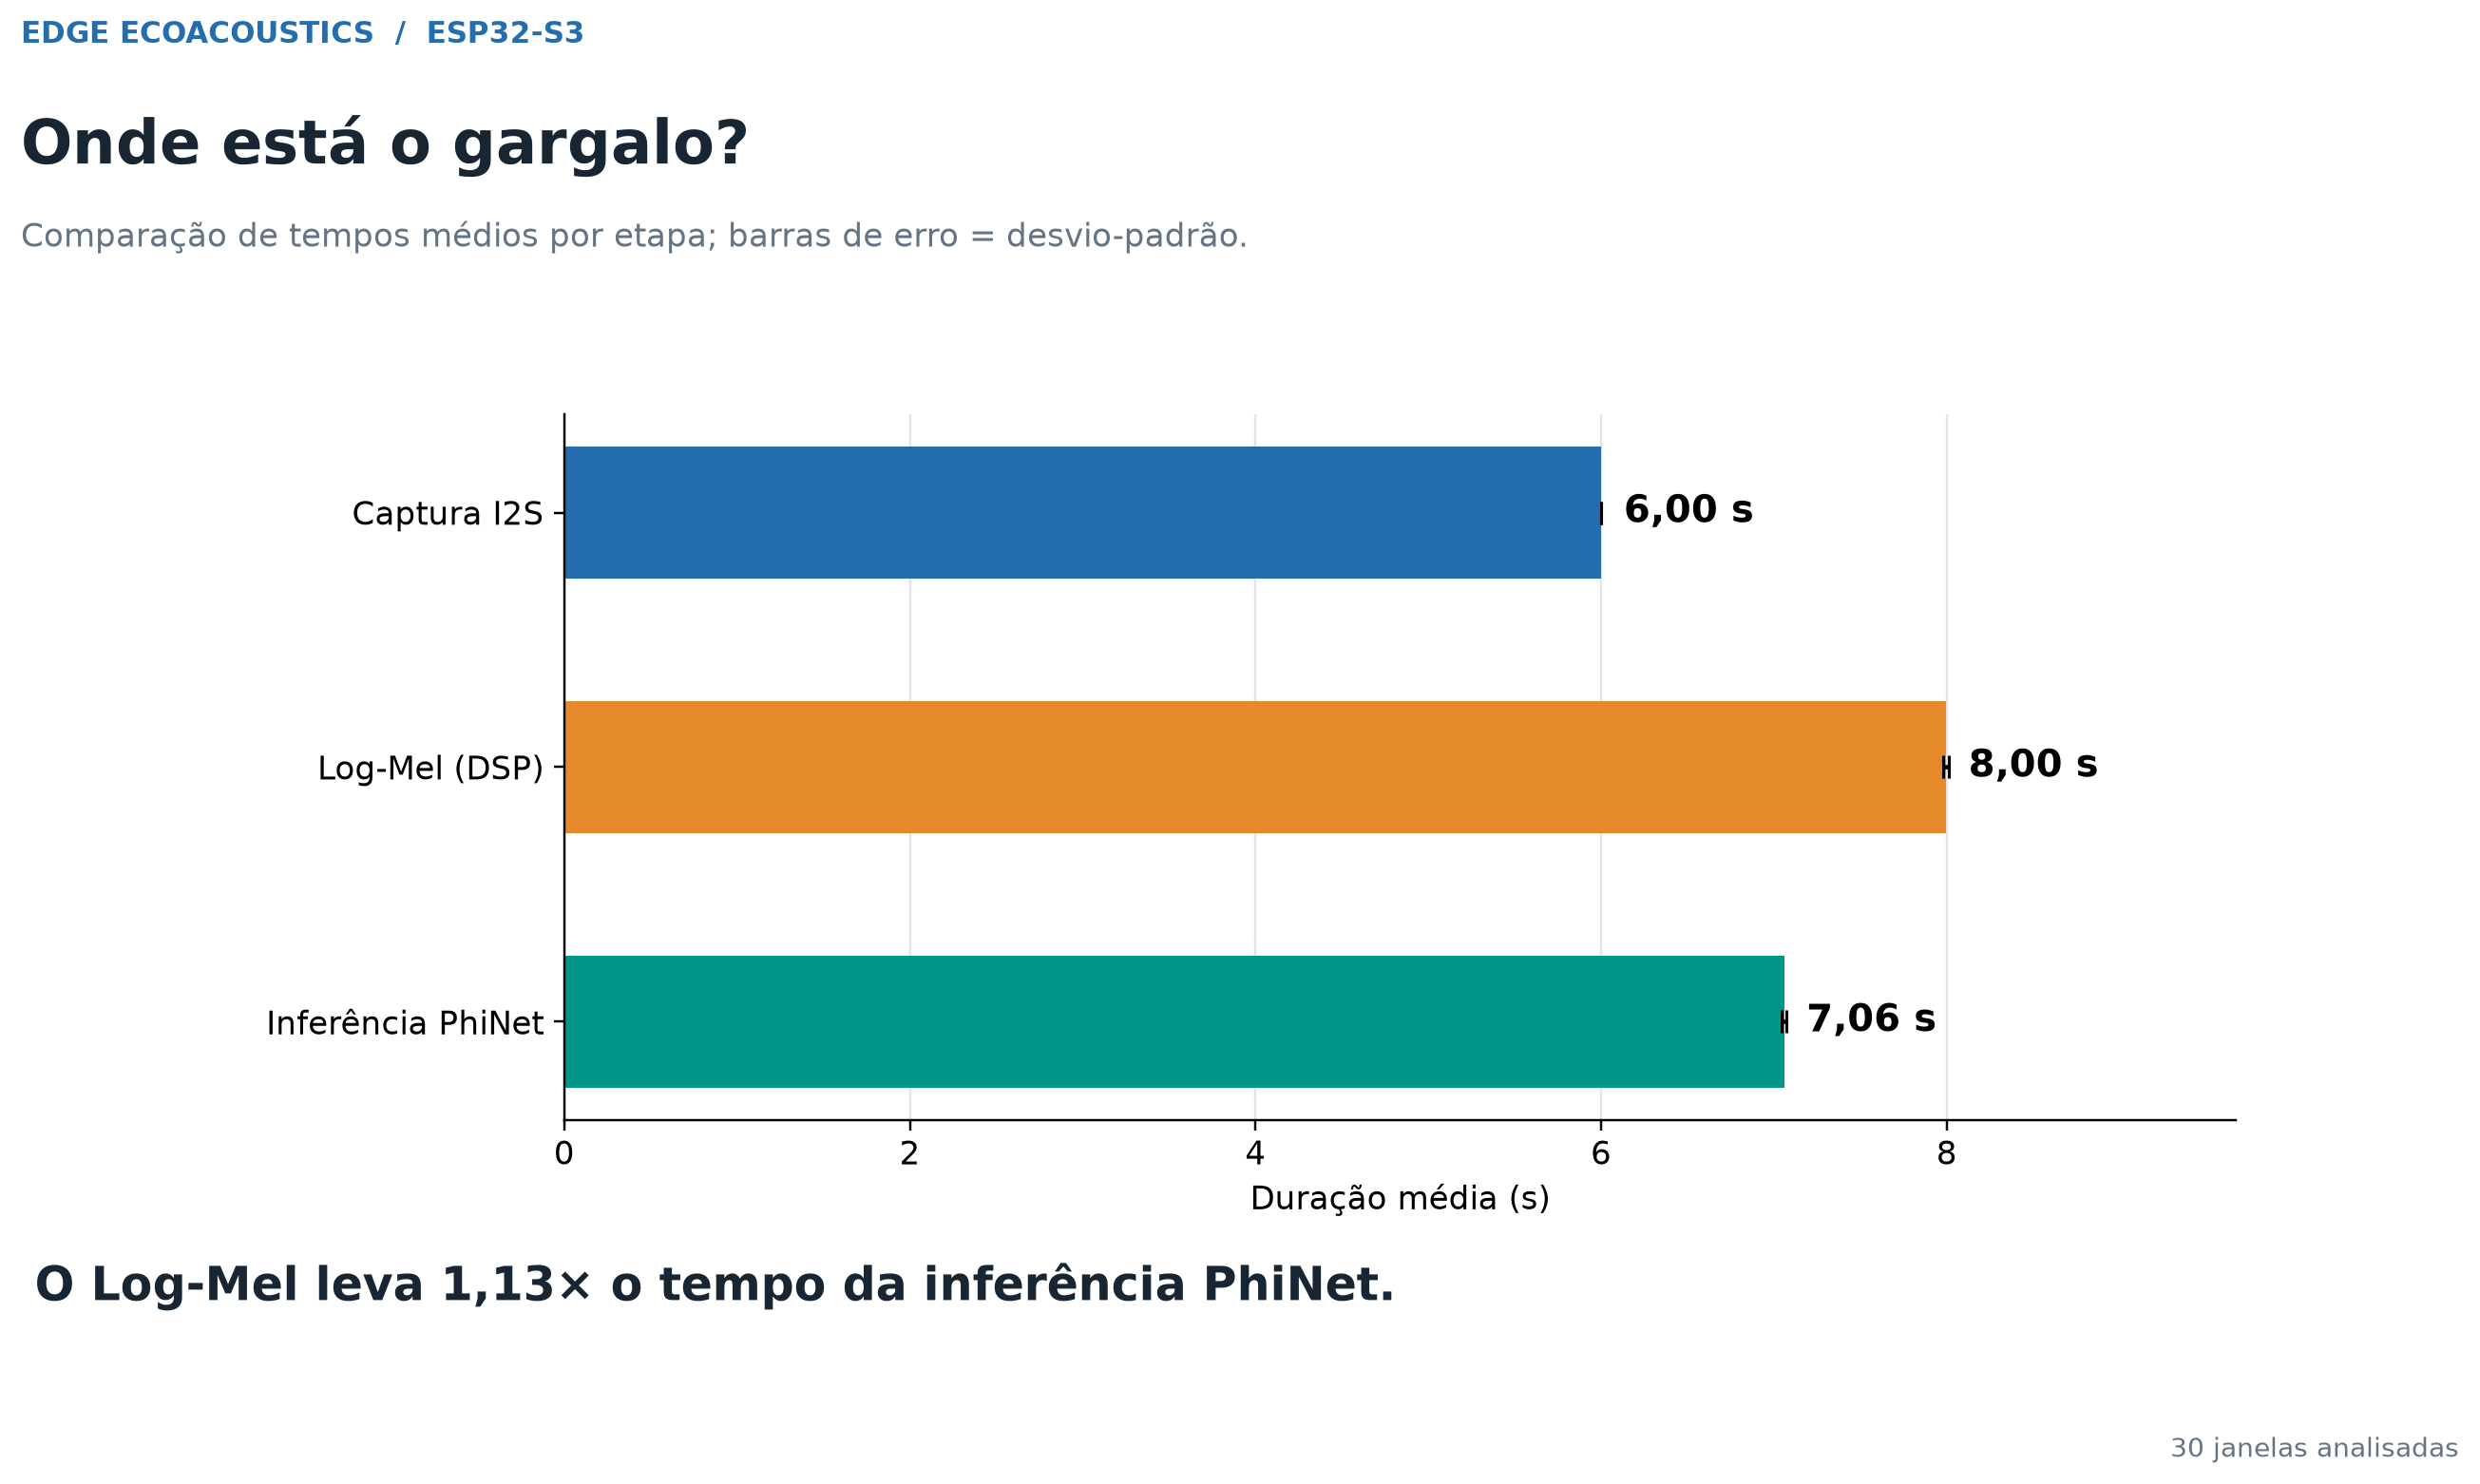 EDGE ECOACOUSTICS / ESP32-S3
Onde está o gargalo?
Comparação de tempos médios por etapa; barras de erro = desvio-padrão.
Captura I2S
6,00 s
Log-Mel (DSP)
8,00 s
Inferência PhiNet
7,06 s
0 2 4 6 8
Duração média (s)
O Log-Mel leva 1,13× o tempo da inferência PhiNet.
30 janelas analisadas